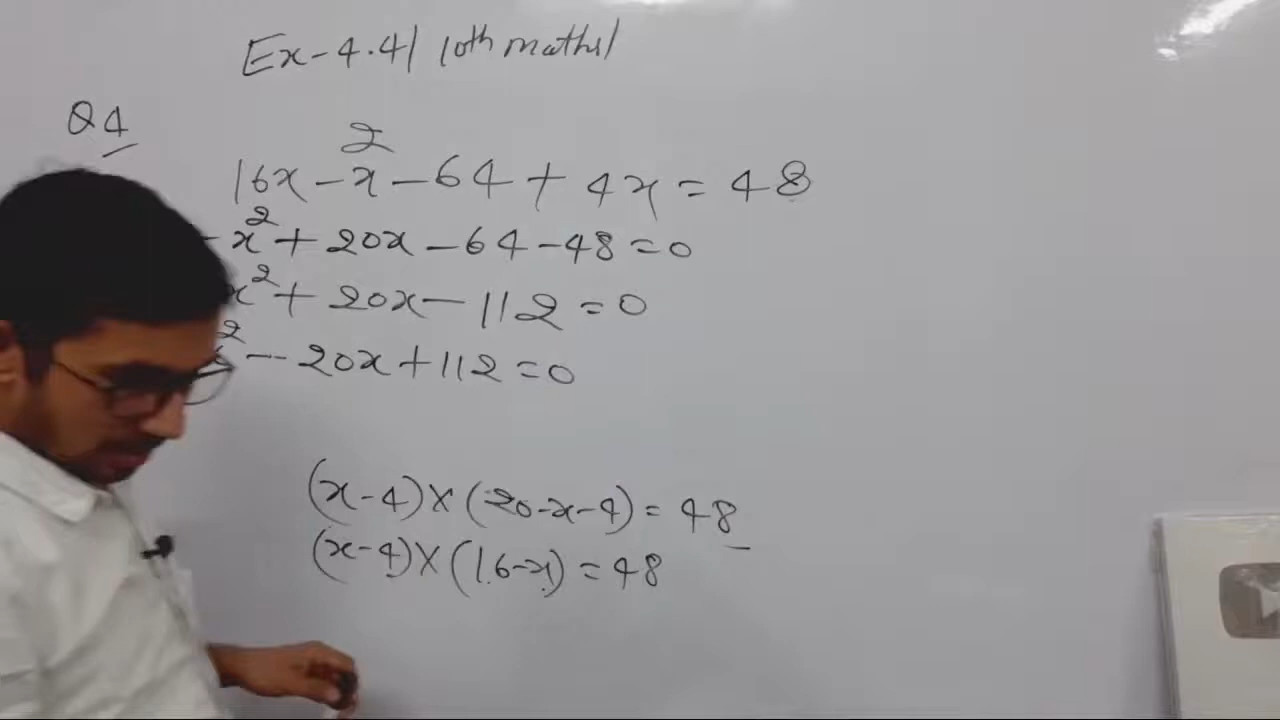 Ex-4.4| 10th maths|
Q4
16x - x² - 64 + 4x = 48
- x² + 20x - 64 - 48 = 0
x² + 20x - 112 = 0
² - 20x + 112 = 0
(x-4)×(20-x-4) = 48
(x-4)×(16-x) = 48